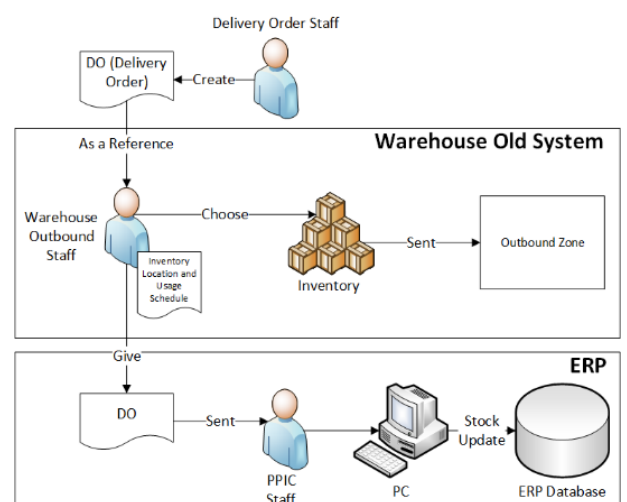 Delivery Order Staff
DO (Delivery
Order)
Create
As a Reference
Warehouse Old System
Warehouse
Outbound
Staff
Choose
Inventory
Location and
Usage
Schedule
Inventory
Sent
Outbound Zone
Give
ERP
DO
Sent
PPIC
Staff
PC
Stock
Update
ERP Database